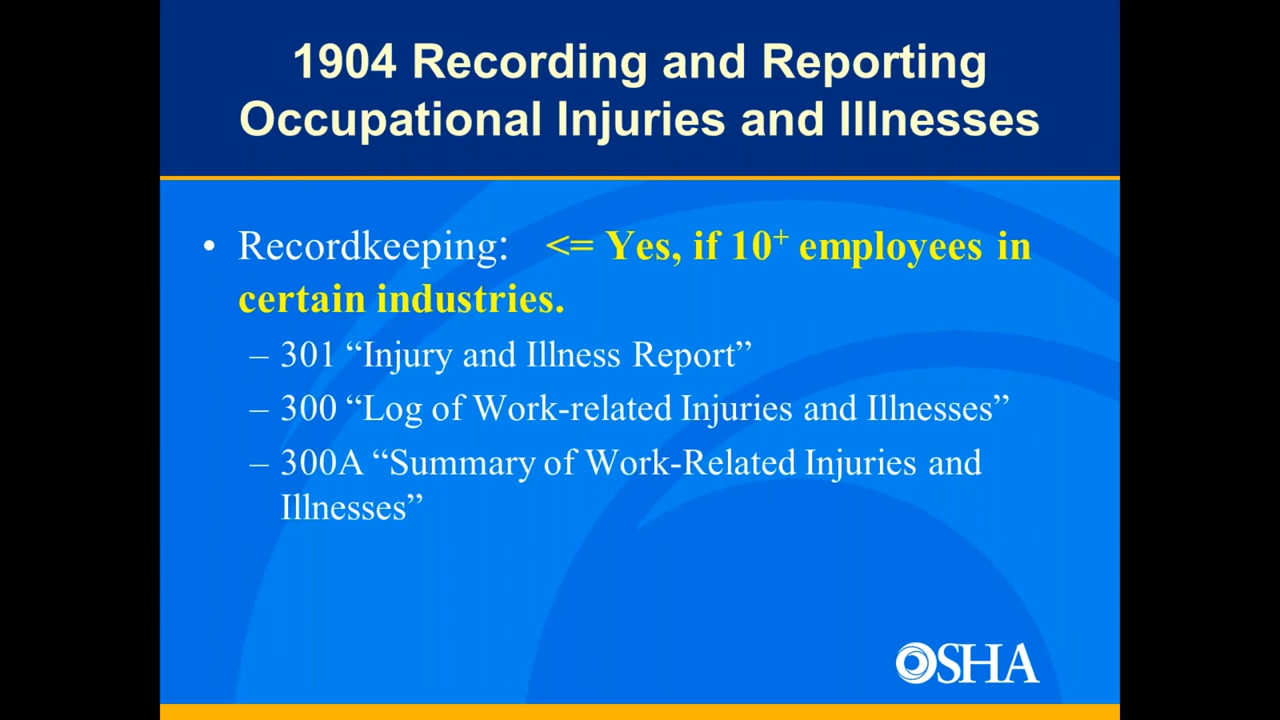 1904 Recording and Reporting
Occupational Injuries and Illnesses
• Recordkeeping: <= Yes, if 10⁺ employees in
certain industries.
– 301 “Injury and Illness Report”
– 300 “Log of Work-related Injuries and Illnesses”
– 300A “Summary of Work-Related Injuries and
Illnesses”
OSHA